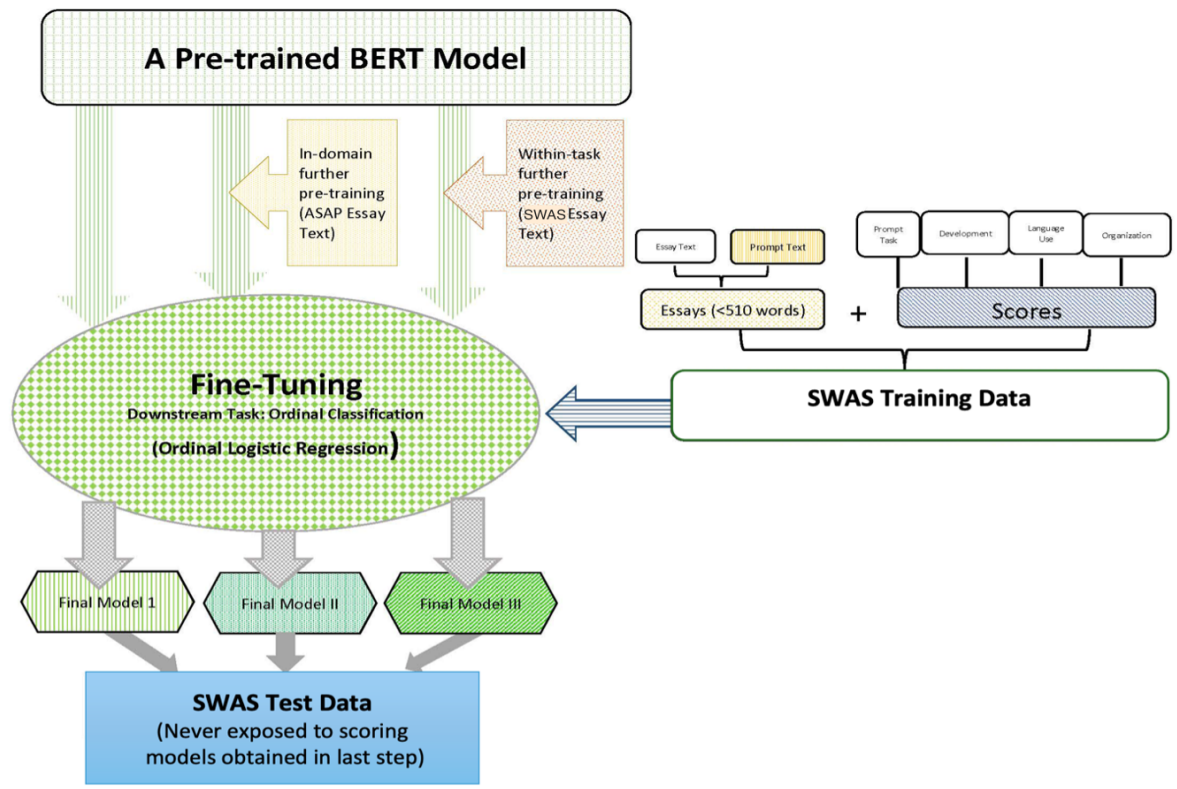 A Pre-trained BERT Model
In-domain
further
pre-training
(ASAP Essay
Text)
Within-task
further
pre-training
(SWAS Essay
Text)
Essay Text
Prompt Text
Essays (<510 words)
+
Prompt
Task
Development
Language
Use
Organization
Scores
SWAS Training Data
Fine-Tuning
Downstream Task: Ordinal Classification
(Ordinal Logistic Regression)
Final Model 1
Final Model II
Final Model III
SWAS Test Data
(Never exposed to scoring
models obtained in last step)